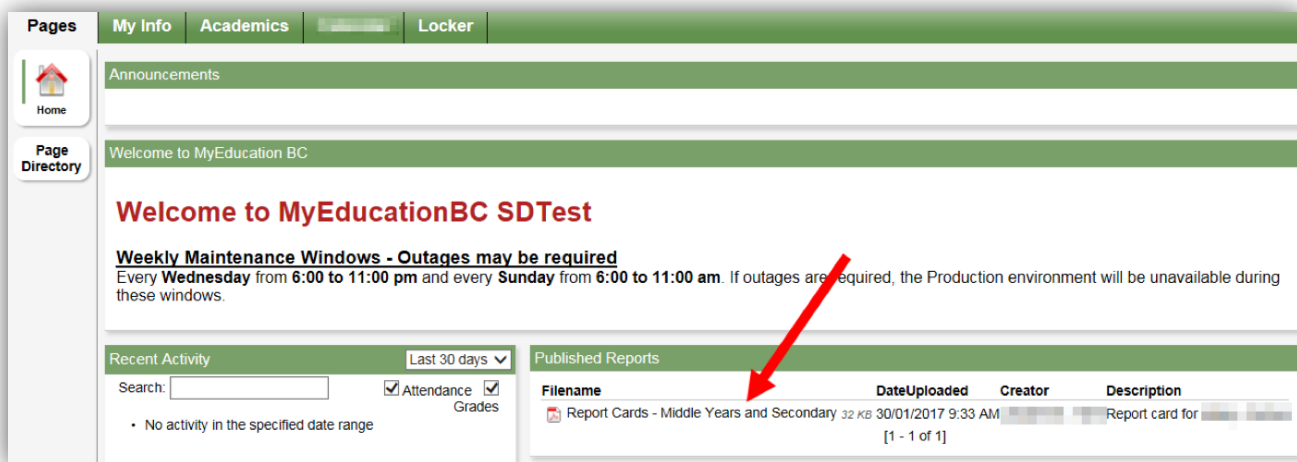 Pages My Info Academics Locker
Home
Page
Directory
Announcements
Welcome to MyEducation BC
Welcome to MyEducationBC SDTest
Weekly Maintenance Windows - Outages may be required
Every Wednesday from 6:00 to 11:00 pm and every Sunday from 6:00 to 11:00 am. If outages are required, the Production environment will be unavailable during
these windows.
Recent Activity Last 30 days
Search: Attendance
Grades
No activity in the specified date range
Published Reports
Filename DateUploaded Creator Description
Report Cards - Middle Years and Secondary 32 KB 30/01/2017 9:33 AM Report card for
[1 - 1 of 1]